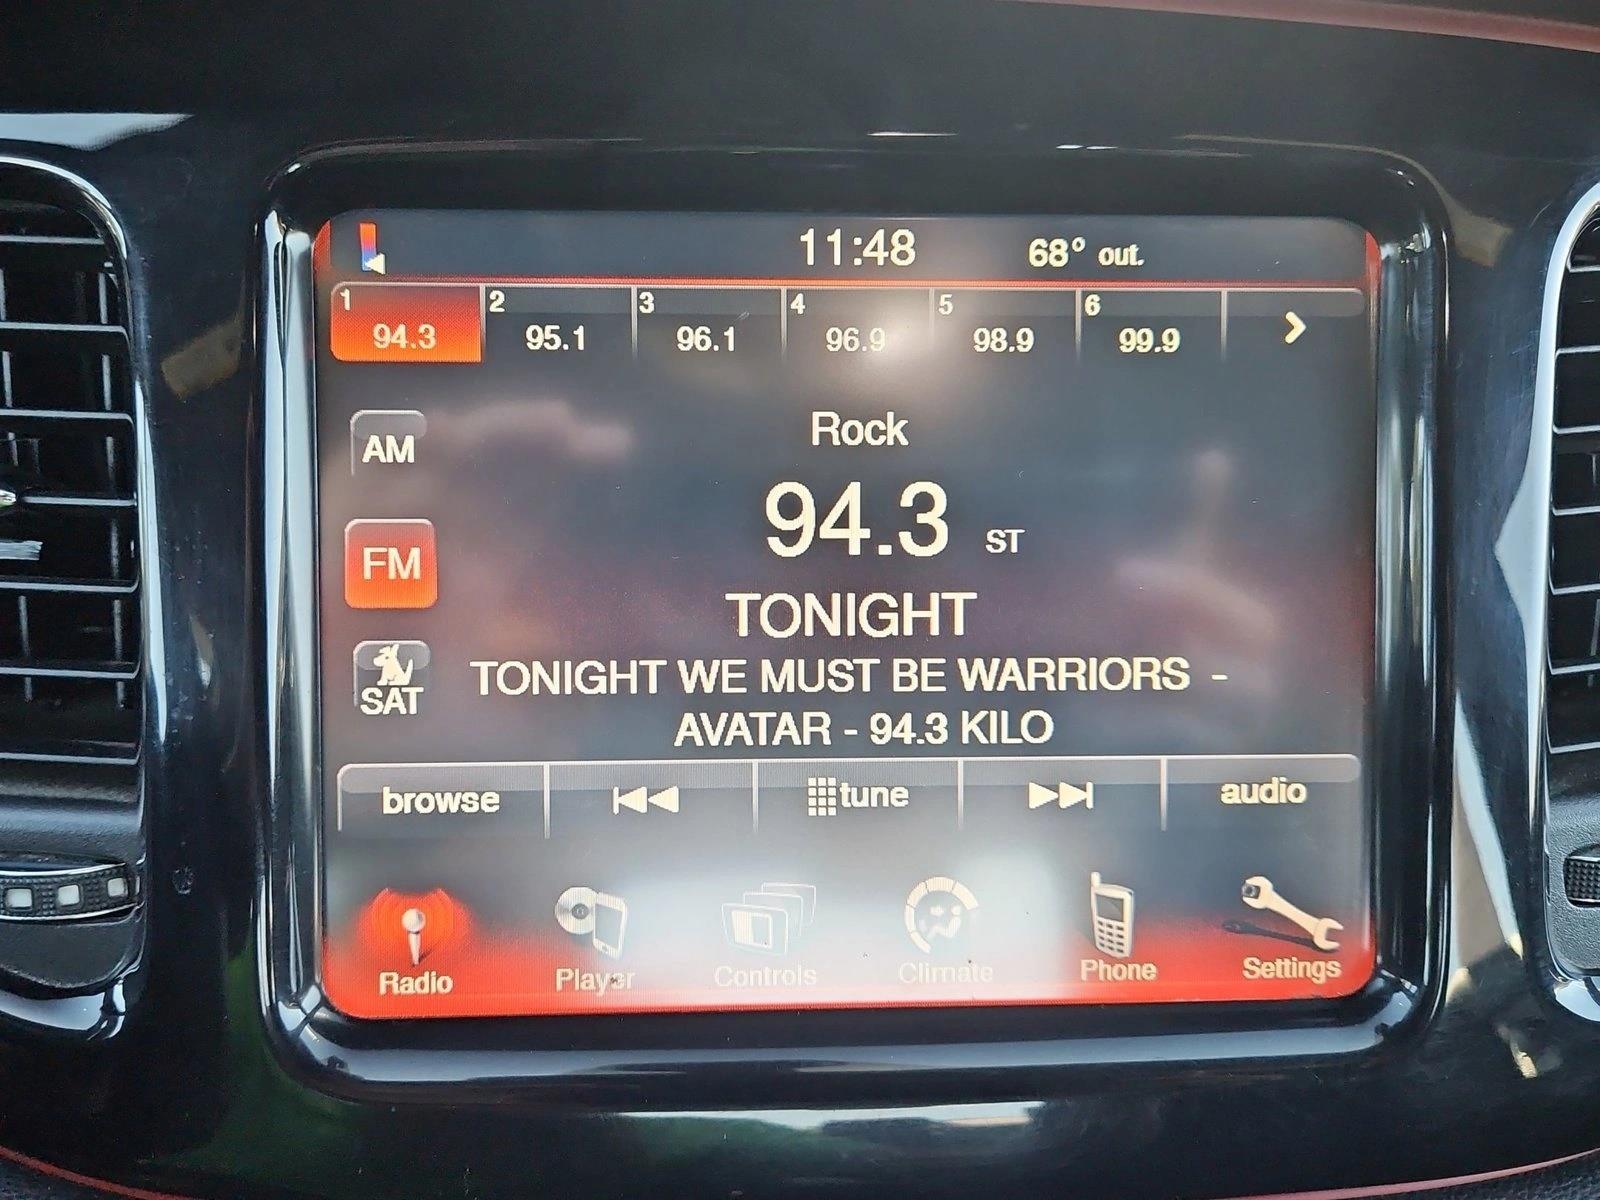 11:48 68° out.
1 2 3 4 5 6
94.3 95.1 96.1 96.9 98.9 99.9
Rock
AM
94.3 ST
FM
TONIGHT
TONIGHT WE MUST BE WARRIORS -
SAT
AVATAR - 94.3 KILO
browse tune audio
Radio Player Controls Climate Phone Settings